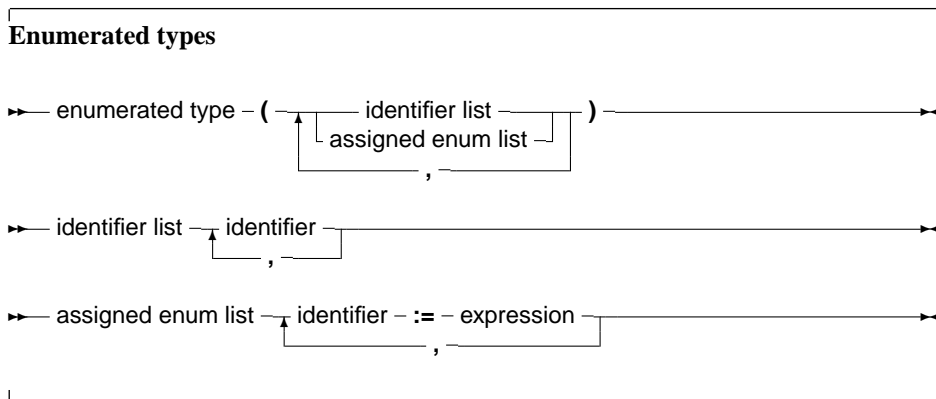 Enumerated types
enumerated type ( identifier list )
assigned enum list
,
identifier list identifier
,
assigned enum list identifier := expression
,